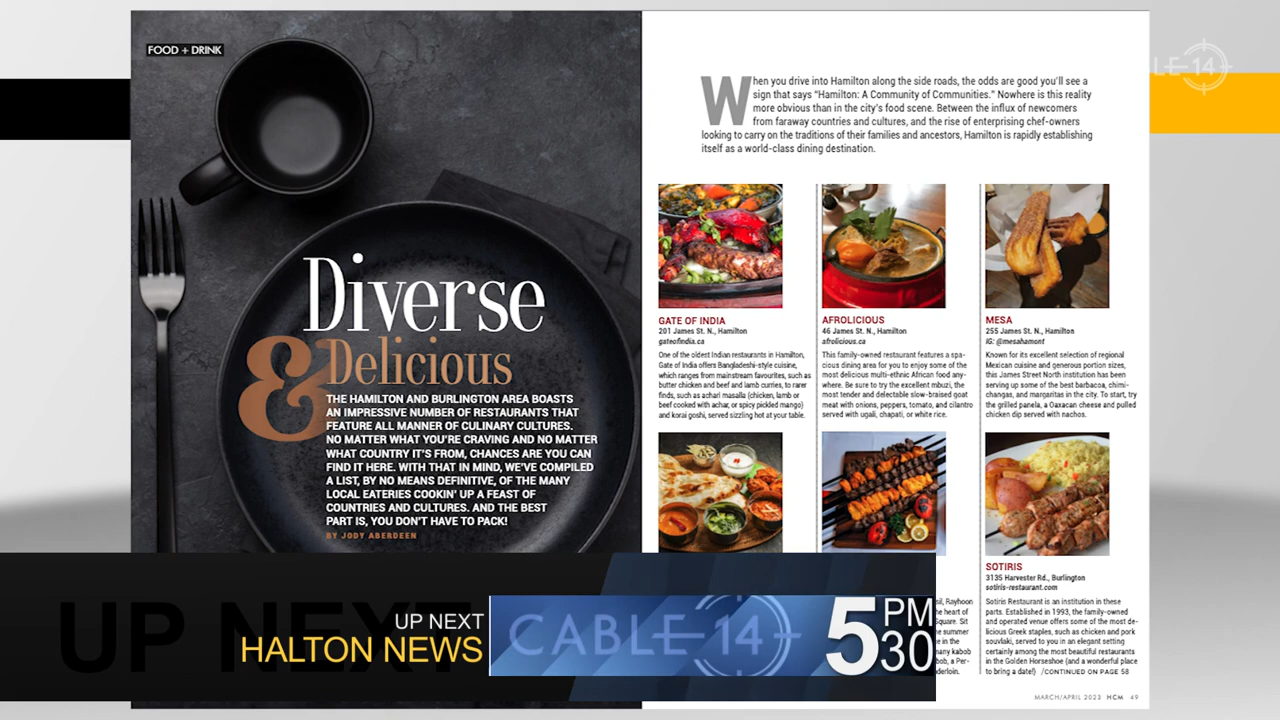 FOOD + DRINK
Diverse
& Delicious
THE HAMILTON AND BURLINGTON AREA BOASTS
AN IMPRESSIVE NUMBER OF RESTAURANTS THAT
FEATURE ALL MANNER OF CULINARY CULTURES.
NO MATTER WHAT YOU'RE CRAVING AND NO MATTER
WHAT COUNTRY IT'S FROM, CHANCES ARE YOU CAN
FIND IT HERE. WITH THAT IN MIND, WE'VE COMPILED
A LIST, BY NO MEANS DEFINITIVE, OF THE MANY
LOCAL EATERIES COOKIN' UP A FEAST OF
COUNTRIES AND CULTURES. AND THE BEST
PART IS, YOU DON'T HAVE TO PACK!
BY JODY ABERDEEN
When you drive into Hamilton along the side roads, the odds are good you'll see a
sign that says "Hamilton: A Community of Communities." Nowhere is this reality
more obvious than in the city's food scene. Between the influx of newcomers
from faraway countries and cultures, and the rise of enterprising chef-owners
looking to carry on the traditions of their families and ancestors, Hamilton is rapidly establishing
itself as a world-class dining destination.
LE 14
GATE OF INDIA
201 James St. N., Hamilton
gateofindia.ca
One of the oldest Indian restaurants in Hamilton,
Gate of India offers Bangladeshi-style cuisine,
which ranges from mainstream favourites, such as
butter chicken and beef and lamb curries, to rarer
finds, such as achari masalla (chicken, lamb or
beef cooked with achar, or spicy pickled mango)
and korai goshi, served sizzling hot at your table.
AFROLICIOUS
46 James St. N., Hamilton
afrolicious.ca
This family-owned restaurant features a spa-
cious dining area for you to enjoy some of the
most delicious multi-ethnic African food any-
where. Be sure to try the excellent mbuzi, the
most tender and delectable slow-braised goat
meat with onions, peppers, tomato, and cilantro
served with ugali, chapati, or white rice.
MESA
255 James St. N., Hamilton
IG: @mesahamont
Known for its excellent selection of regional
Mexican cuisine and generous portion sizes,
this James Street North institution has been
serving up some of the best barbacoa, chimi-
changas, and margaritas in the city. To start, try
the grilled panela, a Oaxacan cheese and pulled
chicken dip served with nachos.
sil, Rayhoon
he heart of
Square. Sit
e summer
e in the
many kabob
bob, a Per-
derloin.
SOTIRIS
3135 Harvester Rd., Burlington
sotiris-restaurant.com
Sotiris Restaurant is an institution in these
parts. Established in 1993, the family-owned
and operated venue offers some of the most de-
licious Greek staples, such as chicken and pork
souvlaki, served to you in an elegant setting
certainly among the most beautiful restaurants
in the Golden Horseshoe (and a wonderful place
to bring a date!) /CONTINUED ON PAGE 58
MARCH/APRIL 2023 HCM 49
UP NEXT
UP NEXT
HALTON NEWS
CABLE 14
5 PM
30